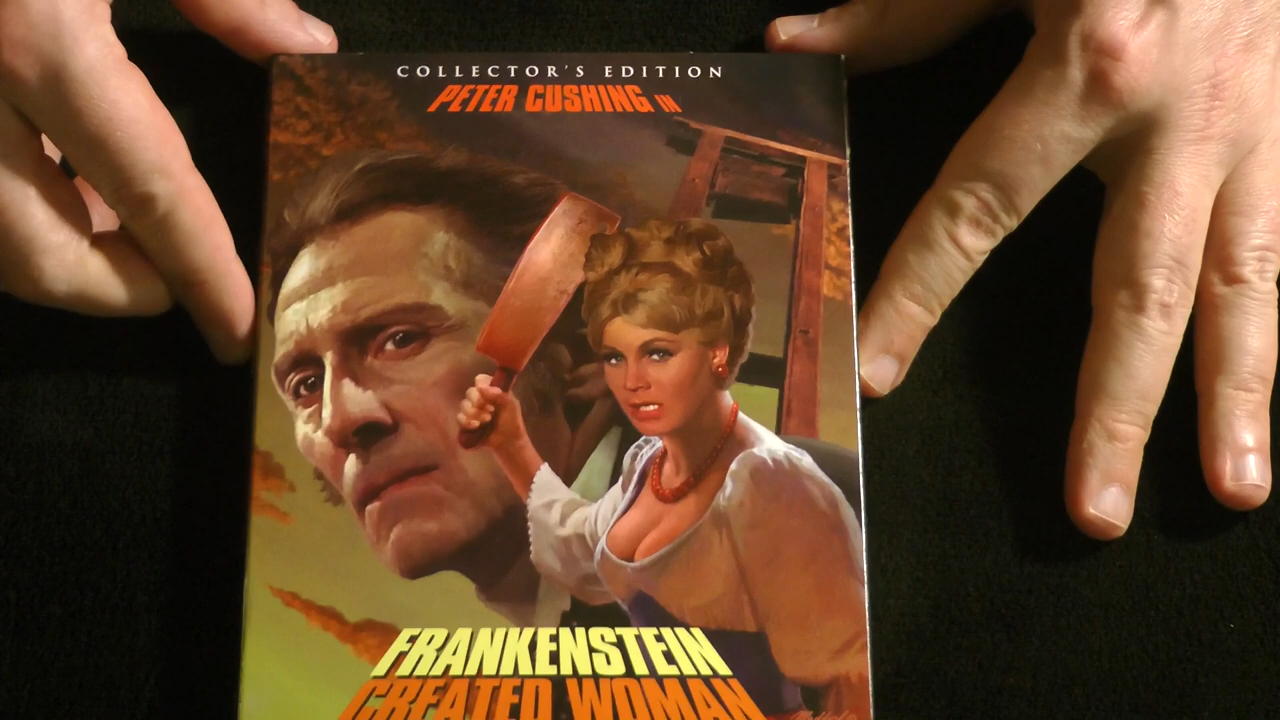 COLLECTOR'S EDITION
PETER CUSHING IN
FRANKENSTEIN
CREATED WOMAN